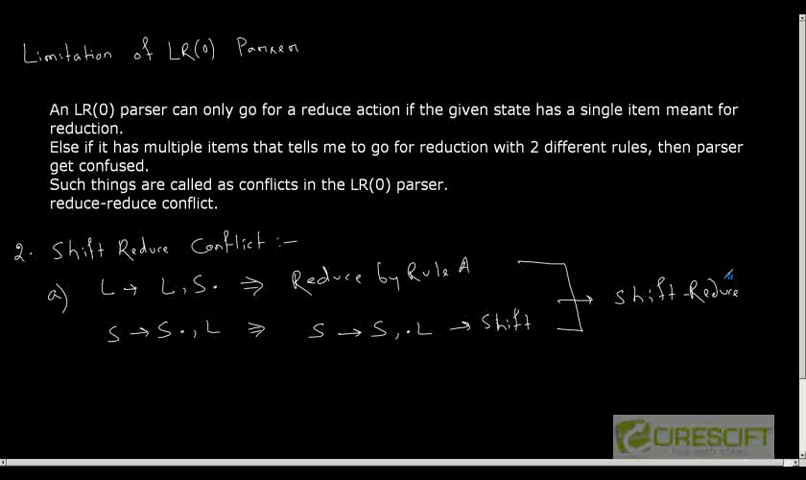 Limitation of LR(0) Parser
An LR(0) parser can only go for a reduce action if the given state has a single item meant for
reduction.
Else if it has multiple items that tells me to go for reduction with 2 different rules, then parser
get confused.
Such things are called as conflicts in the LR(0) parser.
reduce-reduce conflict.
2. Shift Reduce Conflict :-
a) L → L, S. ⇒ Reduce by Rule A
S → S ., L ⇒ S → S, .L → Shift
→ Shift-Reduce
CIRESCIFT